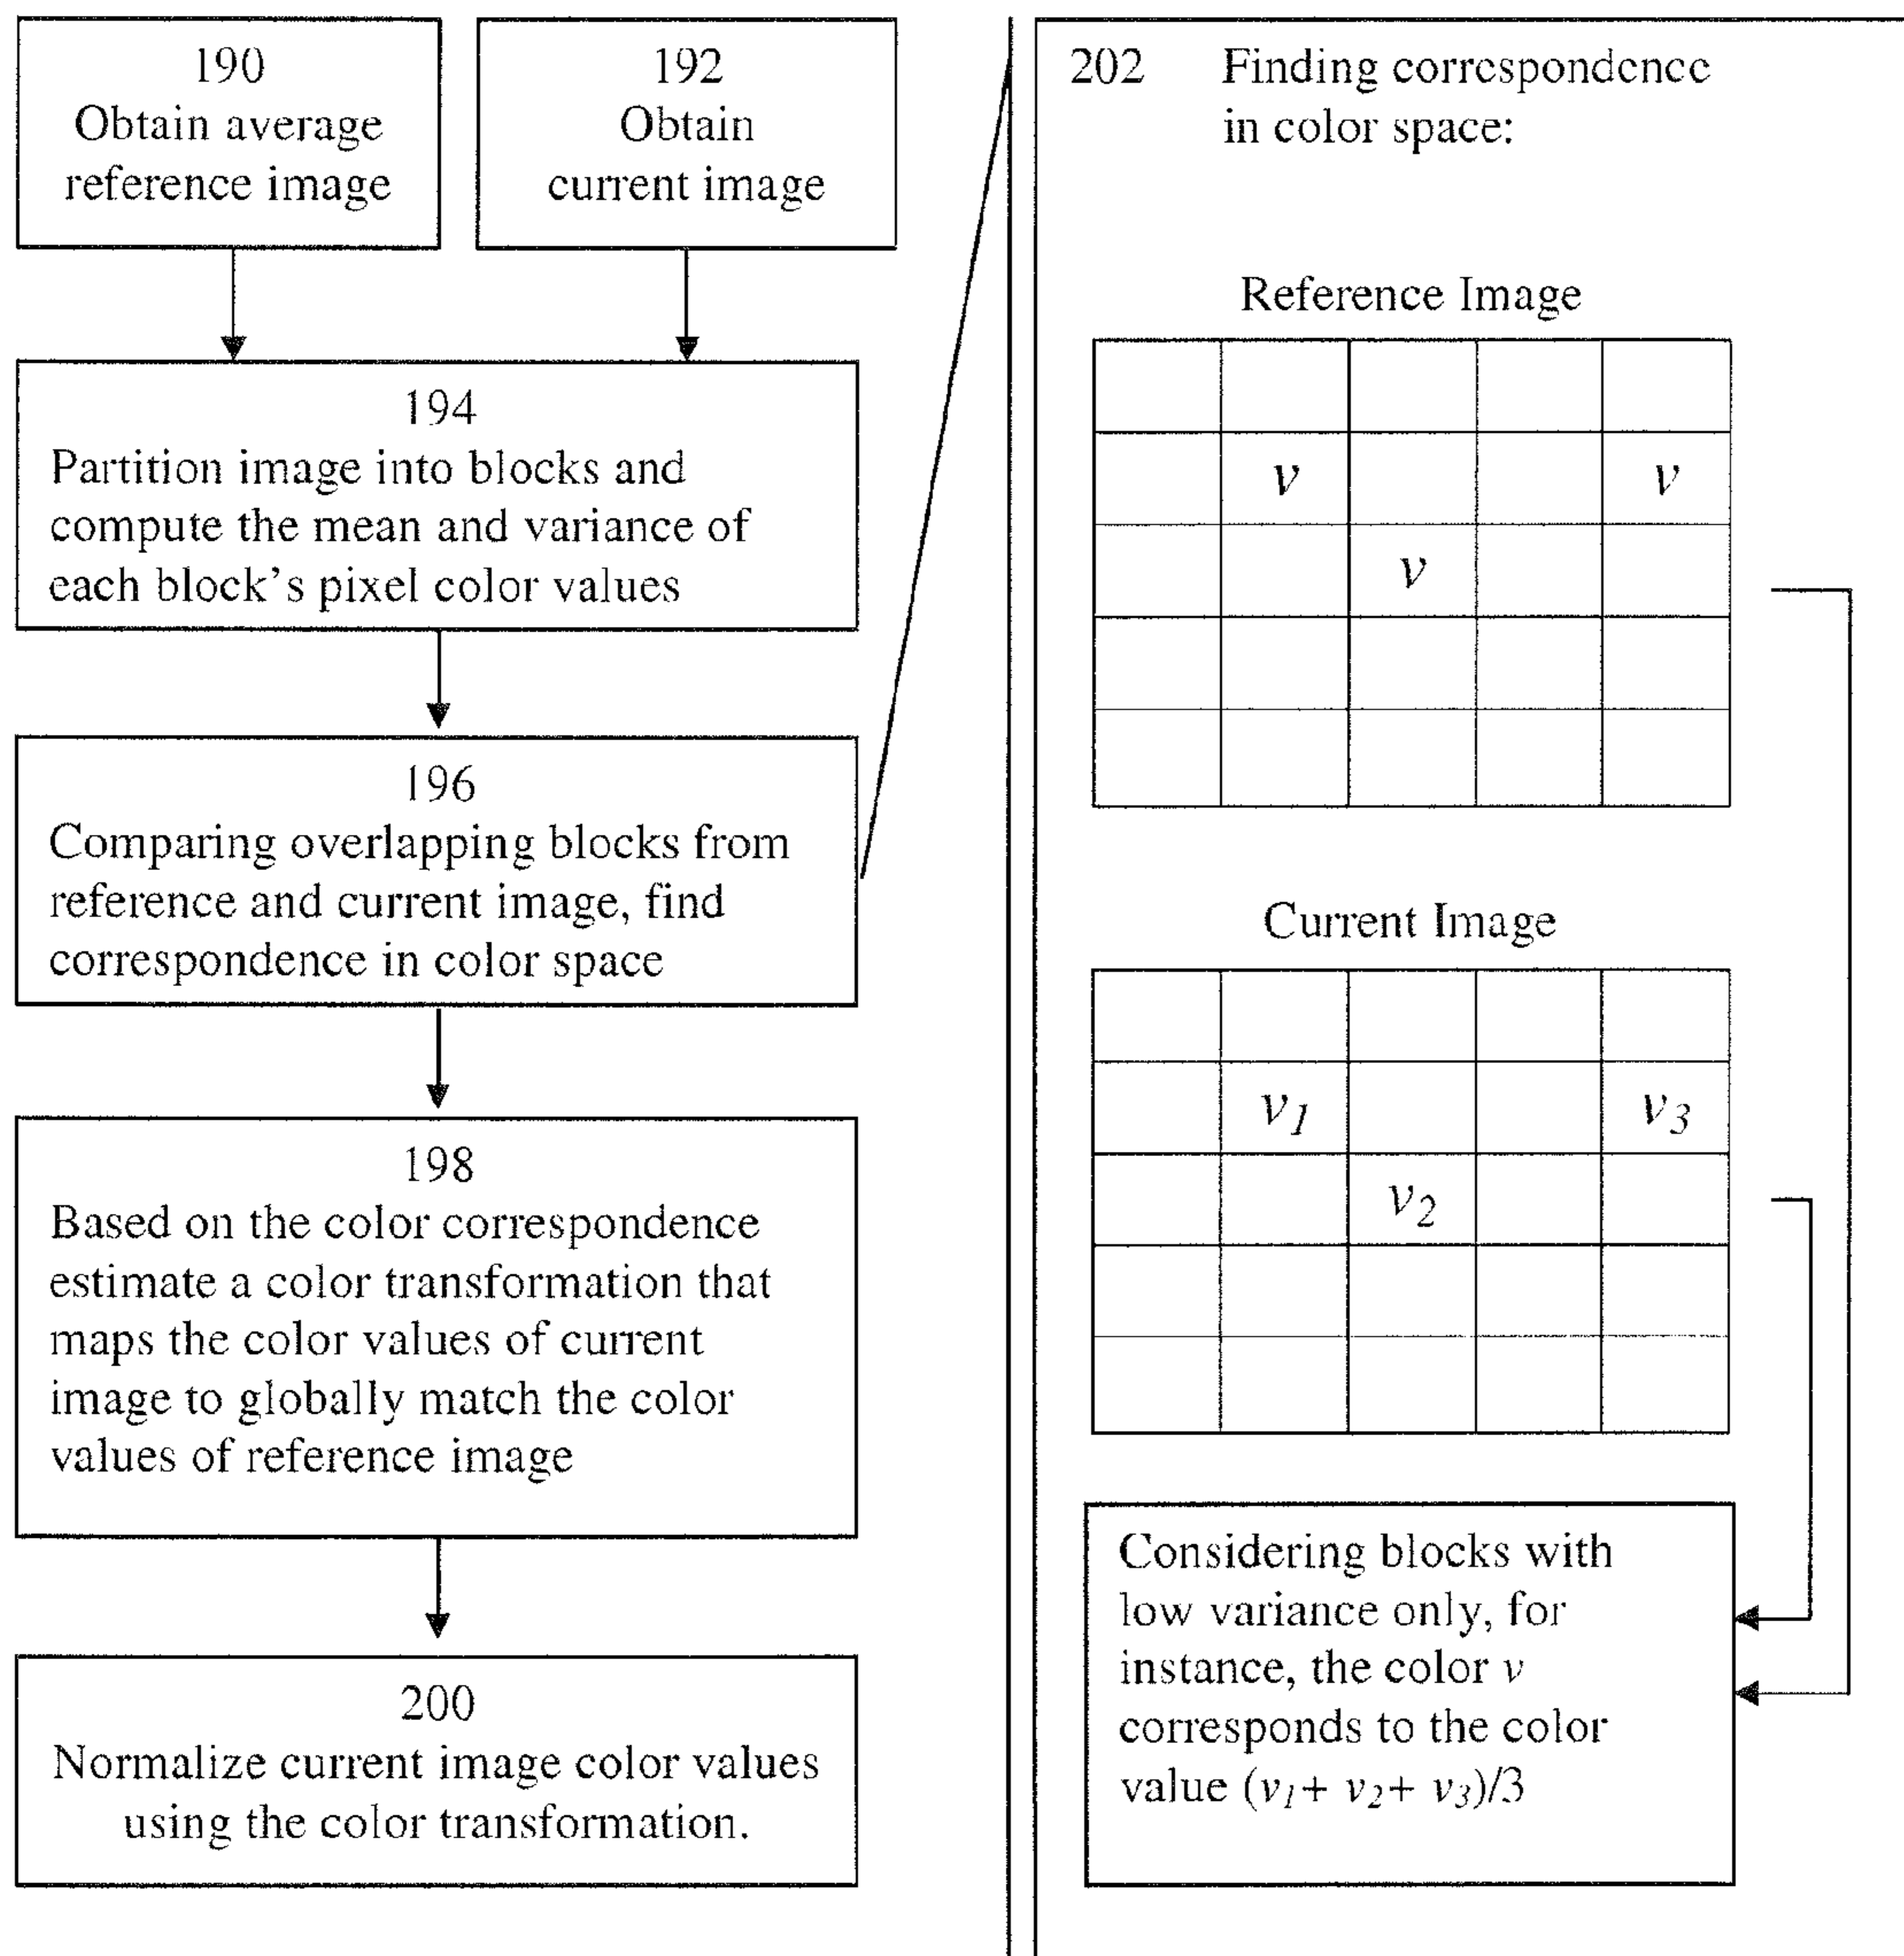 190
Obtain average
reference image
192
Obtain
current image
194
Partition image into blocks and
compute the mean and variance of
each block's pixel color values
196
Comparing overlapping blocks from
reference and current image, find
correspondence in color space
198
Based on the color correspondence
estimate a color transformation that
maps the color values of current
image to globally match the color
values of reference image
200
Normalize current image color values
using the color transformation.
202 Finding correspondence
in color space:
Reference Image
v v
v
Current Image
v1 v3
v2
Considering blocks with
low variance only, for
instance, the color v
corresponds to the color
value (v1+ v2+ v3)/3